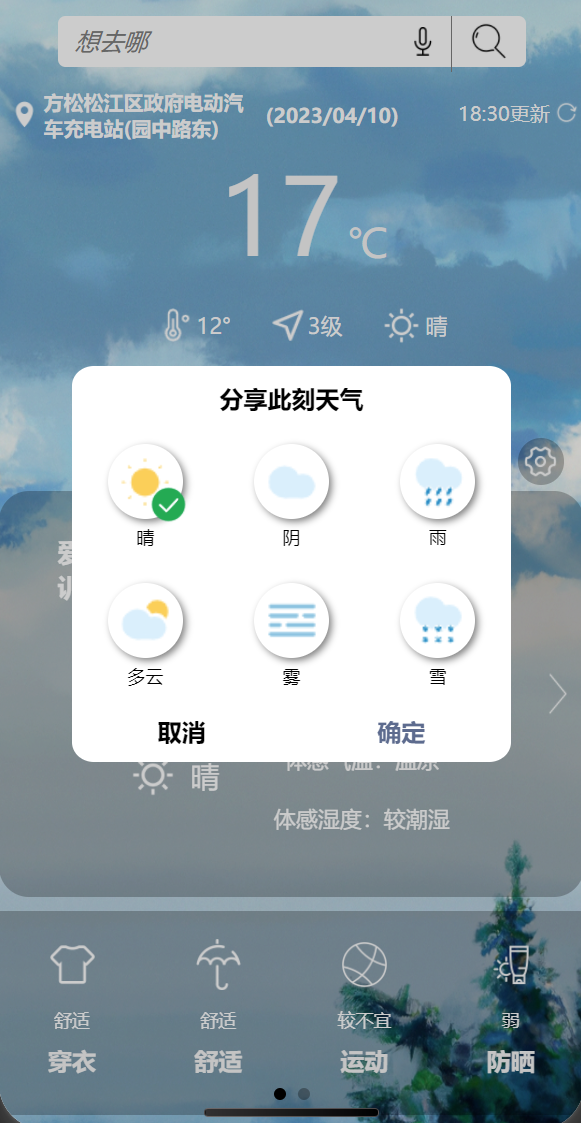 想去哪
方松松江区政府电动汽
车充电站(园中路东)
(2023/04/10)
18:30更新
17℃
12°
3级
晴
分享此刻天气
晴
阴
雨
多云
雾
雪
取消
确定
晴
体感气温：温凉
体感湿度：较潮湿
舒适
舒适
较不宜
弱
穿衣
舒适
运动
防晒